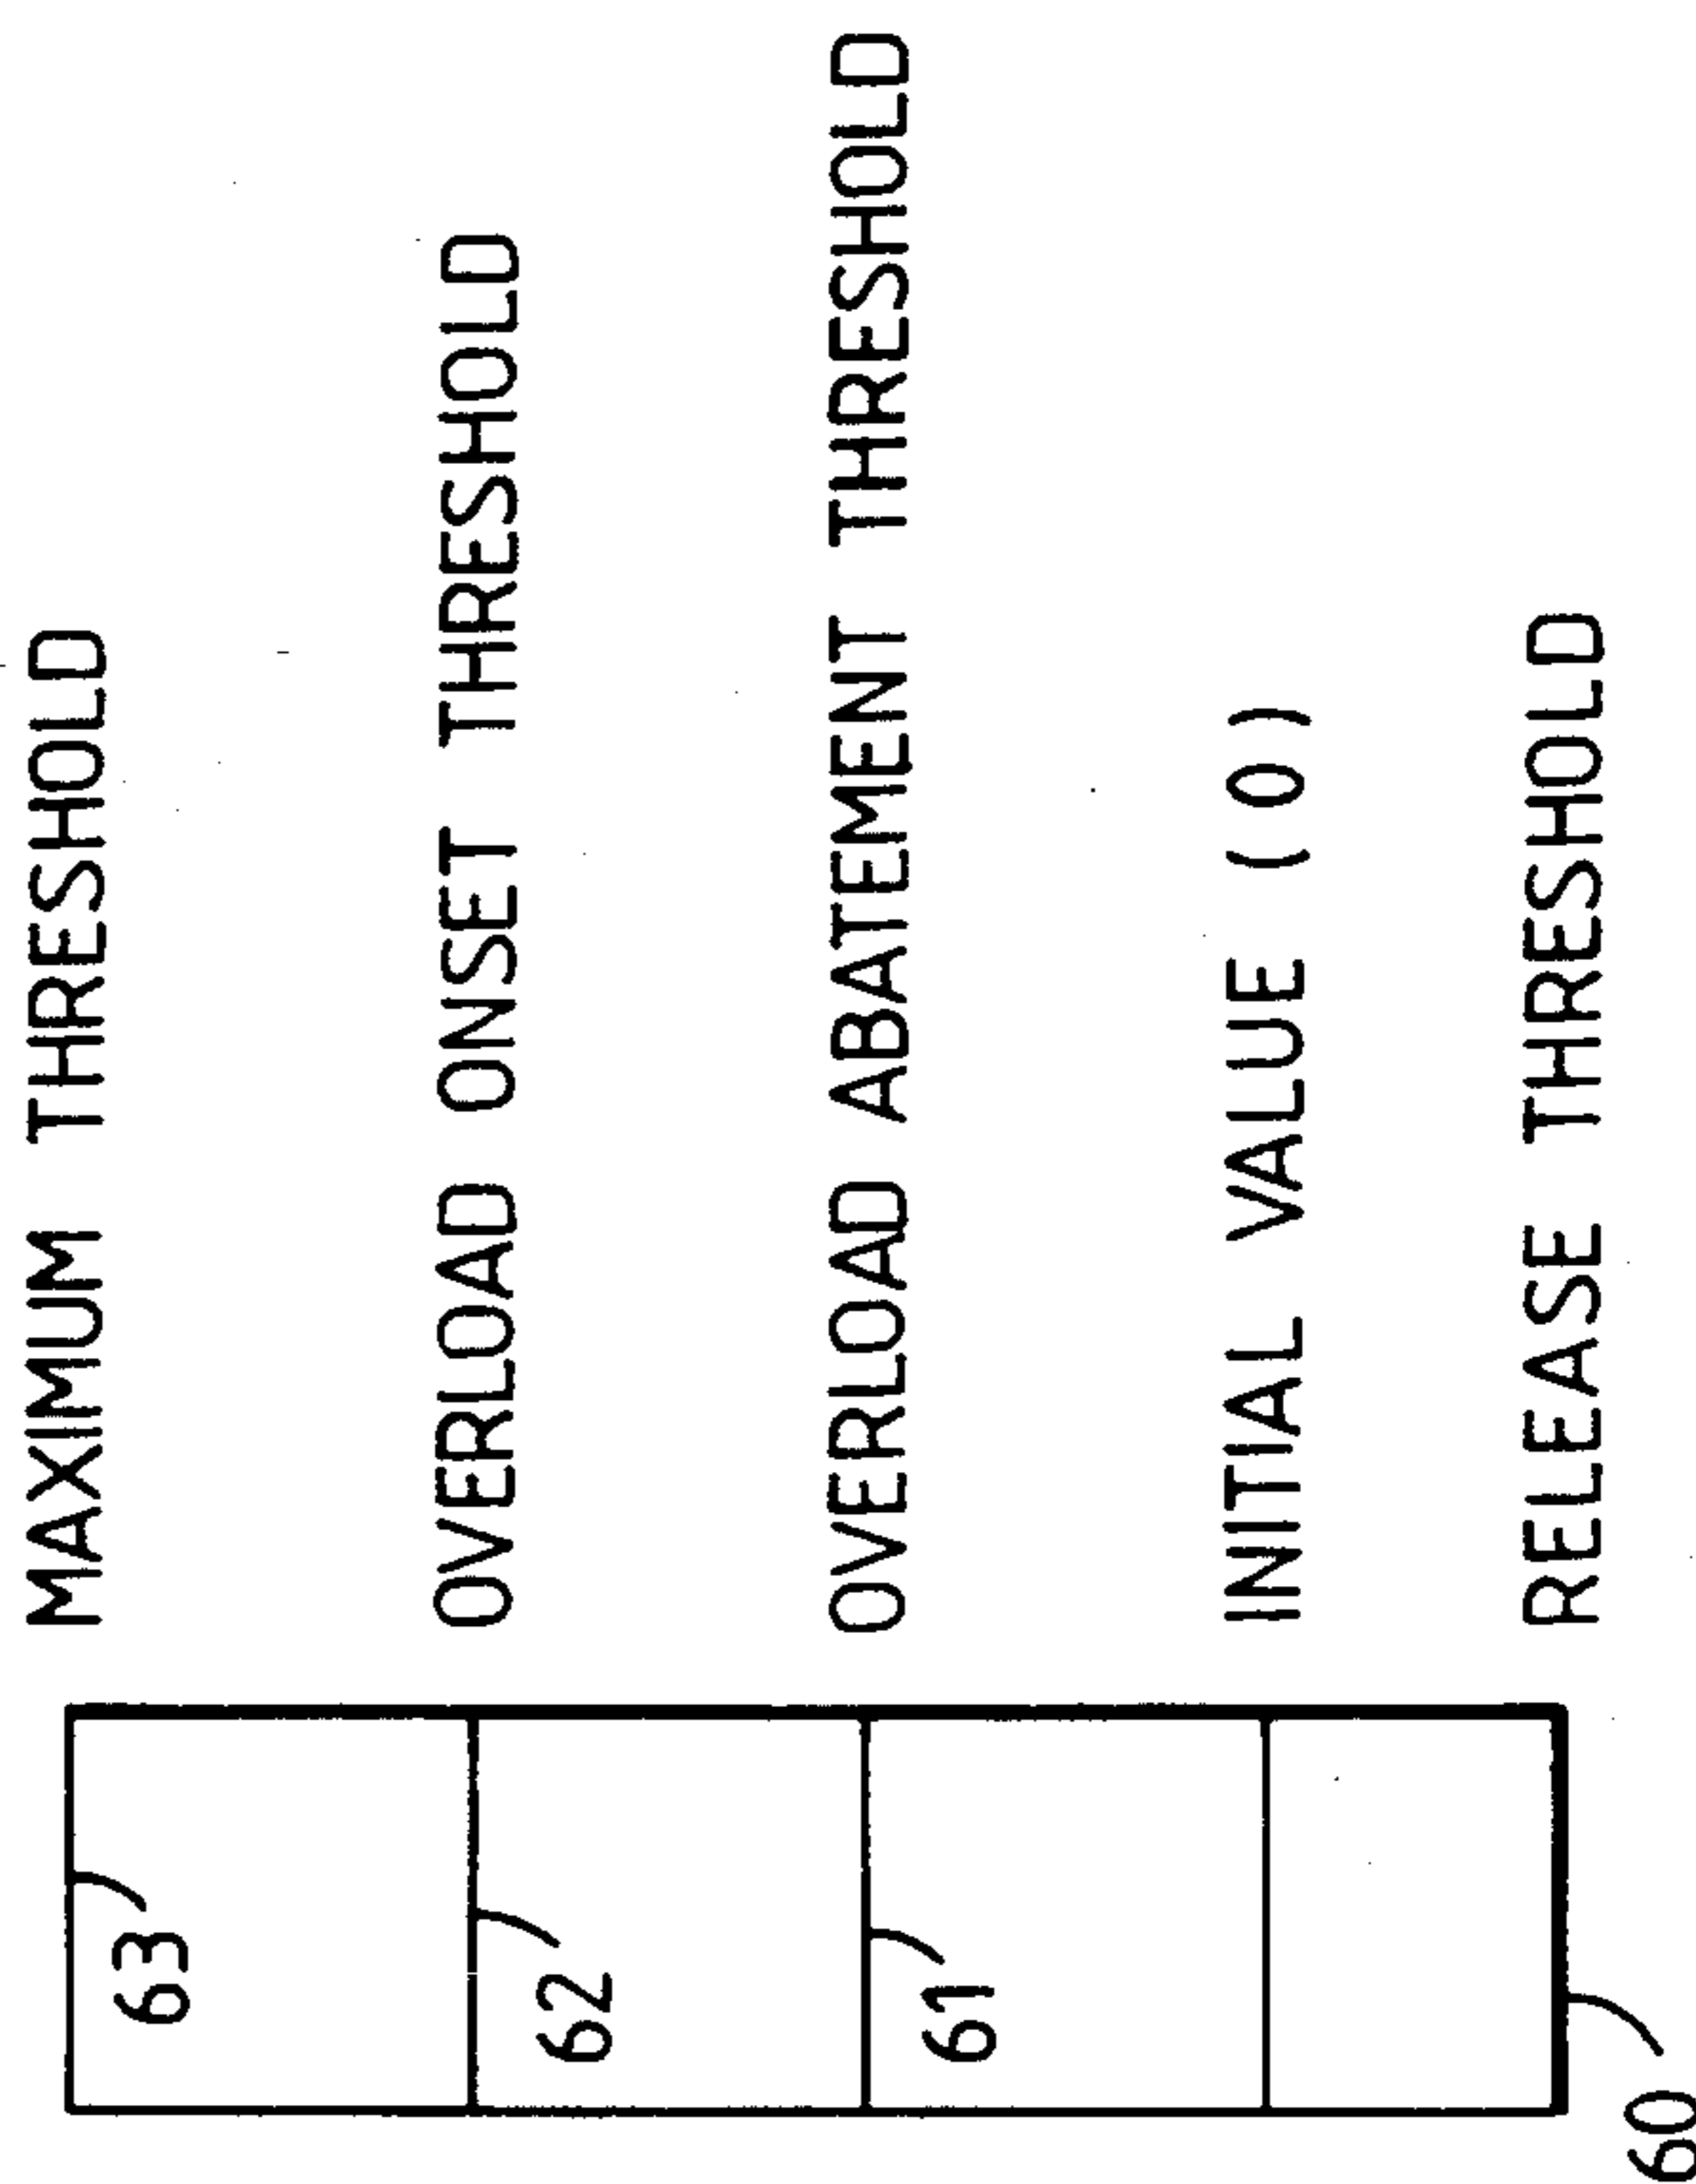 MAXIMUM THRESHOLD
63
OVERLOAD ONSET THRESHOLD
62
OVERLOAD ABATEMENT THRESHOLD
61
INITIAL VALUE (0)
RELEASE THRESHOLD
60